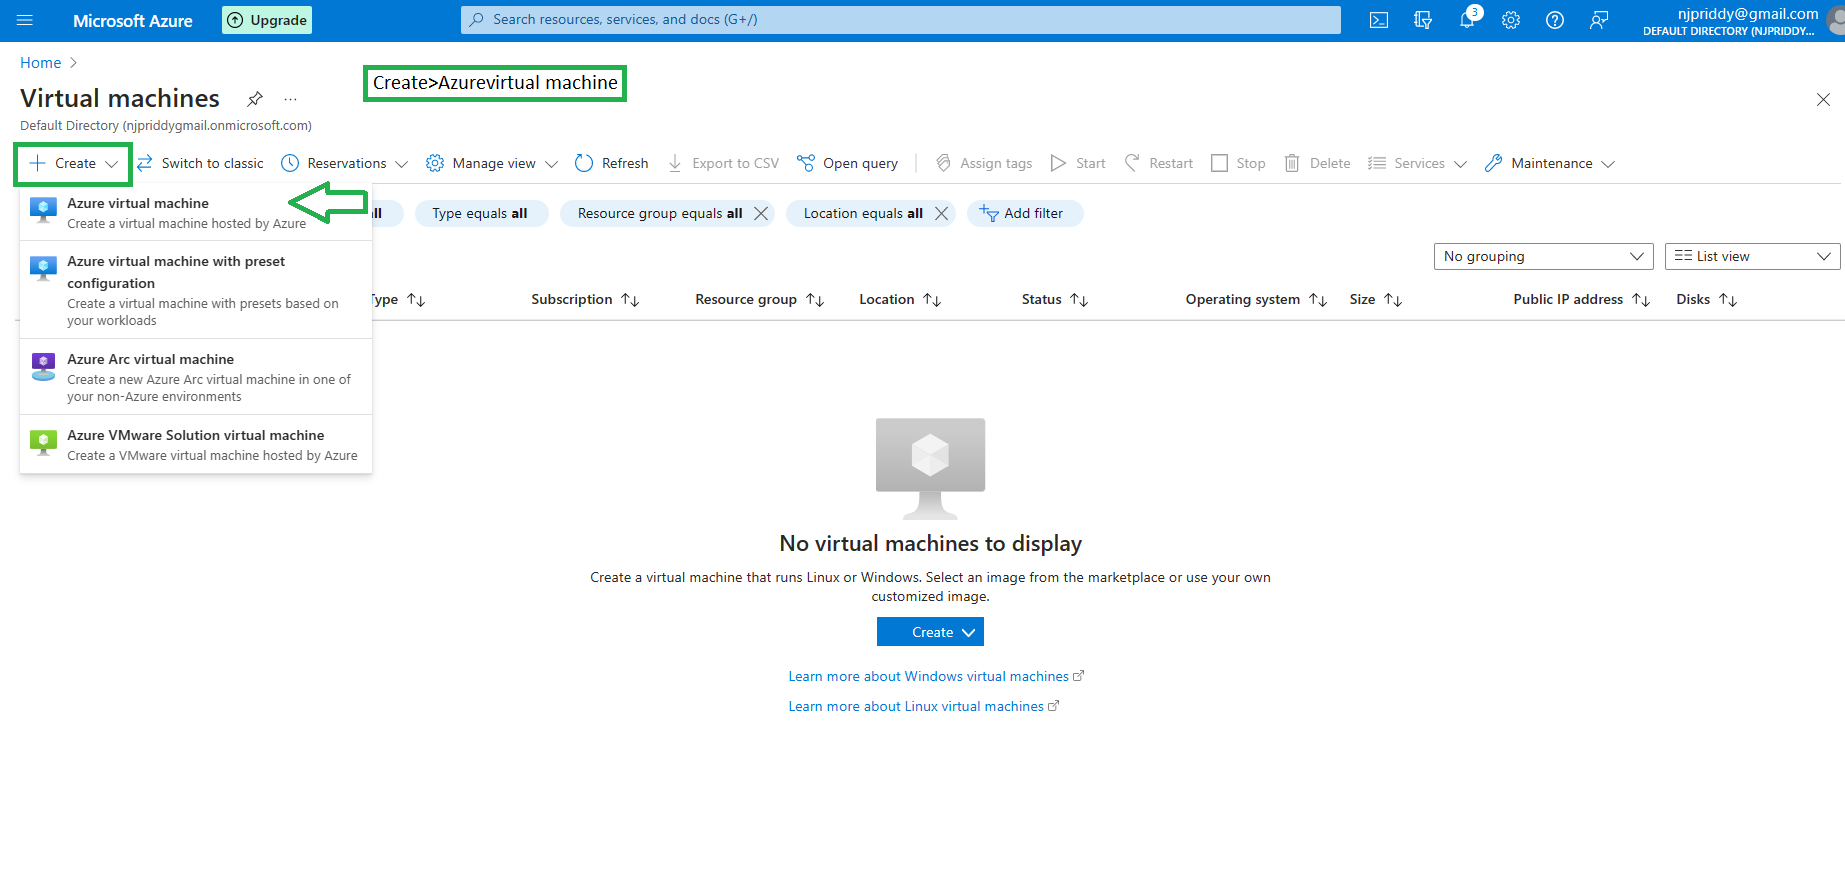 Microsoft Azure
Upgrade
Search resources, services, and docs (G+/)
3
njpriddy@gmail.com
DEFAULT DIRECTORY (NJPRIDDY...
Home >
Create>Azurevirtual machine
Virtual machines
...
Default Directory (njpriddygmail.onmicrosoft.com)
Create
Switch to classic
Reservations
Manage view
Refresh
Export to CSV
Open query
Assign tags
Start
Restart
Stop
Delete
Services
Maintenance
Azure virtual machine
Create a virtual machine hosted by Azure
Azure virtual machine with preset
configuration
Create a virtual machine with presets based on
your workloads
Azure Arc virtual machine
Create a new Azure Arc virtual machine in one of
your non-Azure environments
Azure VMware Solution virtual machine
Create a VMware virtual machine hosted by Azure
all
Type equals all
Resource group equals all
Location equals all
Add filter
No grouping
List view
Type
Subscription
Resource group
Location
Status
Operating system
Size
Public IP address
Disks
No virtual machines to display
Create a virtual machine that runs Linux or Windows. Select an image from the marketplace or use your own
customized image.
Create
Learn more about Windows virtual machines
Learn more about Linux virtual machines